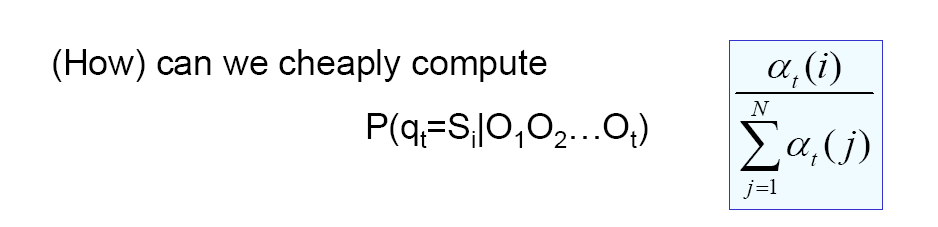 (How) can we cheaply compute
P(qₜ=Sᵢ|O₁O₂…Oₜ)
αₜ(i)
N
∑αₜ(j)
j=1